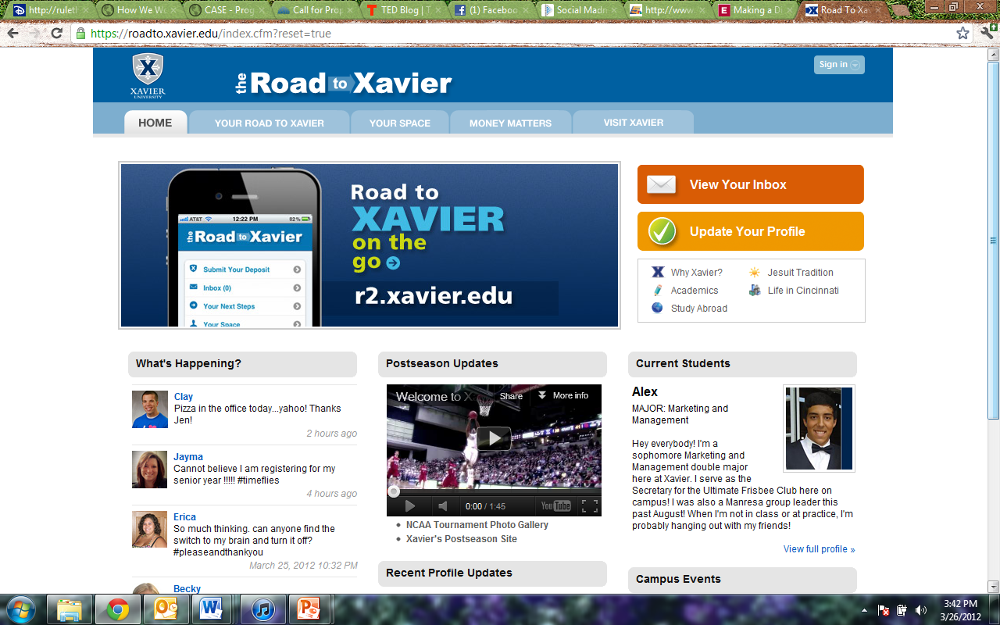 http://rulet
How We Wo
CASE - Prog
Call for Prop
TED Blog | T
(1) Faceboo
Social Madn
http://www
Making a Di
Road To Xav
https://roadto.xavier.edu/index.cfm?reset=true
XAVIER
UNIVERSITY
the Road to Xavier
Sign in
HOME
YOUR ROAD TO XAVIER
YOUR SPACE
MONEY MATTERS
VISIT XAVIER
AT&T 12:22 PM 82%
the Road to Xavier
Submit Your Deposit
Inbox (0)
Your Next Steps
Your Space
Road to
XAVIER
on the
go
r2.xavier.edu
View Your Inbox
Update Your Profile
Why Xavier?
Jesuit Tradition
Academics
Life in Cincinnati
Study Abroad
What's Happening?
Clay
Pizza in the office today...yahoo! Thanks
Jen!
2 hours ago
Jayma
Cannot believe I am registering for my
senior year !!!!! #timeflies
4 hours ago
Erica
So much thinking. can anyone find the
switch to my brain and turn it off?
#pleaseandthankyou
March 25, 2012 10:32 PM
Becky
Postseason Updates
Welcome to X
Share
More info
0:00 / 1:45
YouTube
• NCAA Tournament Photo Gallery
• Xavier's Postseason Site
Recent Profile Updates
Current Students
Alex
MAJOR: Marketing and
Management
Hey everybody! I'm a
sophomore Marketing and
Management double major
here at Xavier. I serve as the
Secretary for the Ultimate Frisbee Club here on
campus! I was also a Manresa group leader this
past August! When I'm not in class or at practice, I'm
probably hanging out with my friends!
View full profile »
Campus Events
3:42 PM
3/26/2012